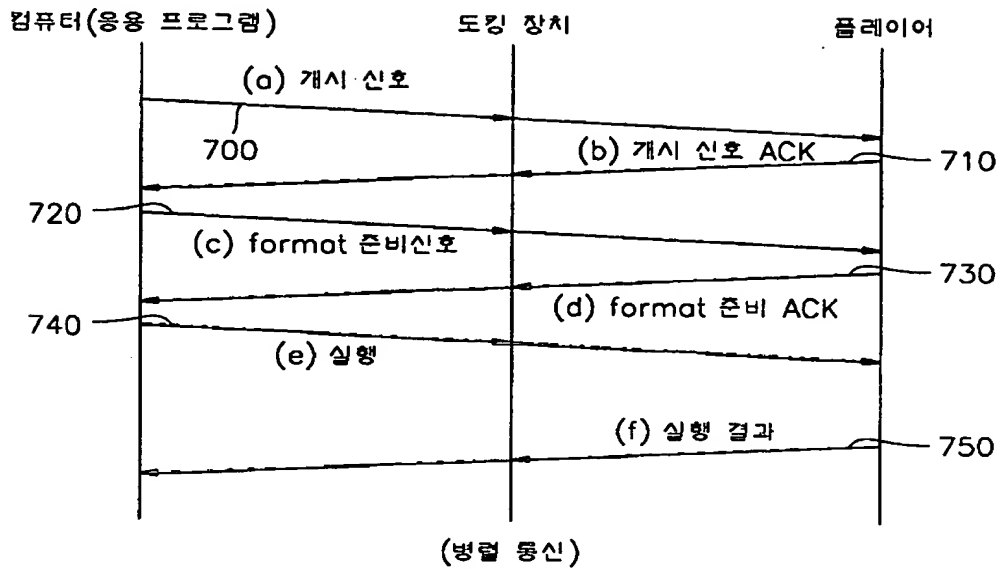 컴퓨터(응용 프로그램) 도킹 장치 플레이어
(a) 개시 신호
700
(b) 개시 신호 ACK
710
720
(c) format 준비신호
730
(d) format 준비 ACK
740
(e) 실행
(f) 실행 결과
750
(병렬 통신)